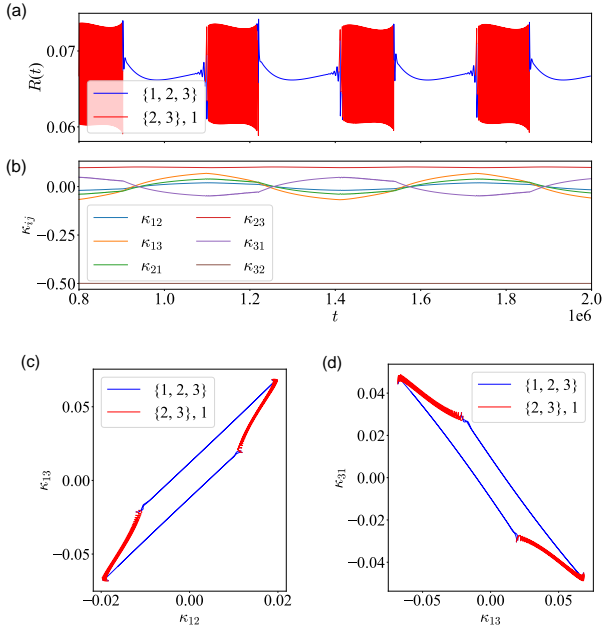 (a)
R(t)
0.07
0.06
{1, 2, 3}
{2, 3}, 1
(b)
κij
0.00
−0.25
−0.50
κ12
κ13
κ21
κ23
κ31
κ32
0.8 1.0 1.2 1.4 1.6 1.8 2.0
t
1e6
(c)
κ13
0.05
0.00
−0.05
{1, 2, 3}
{2, 3}, 1
−0.02 0.00 0.02
κ12
(d)
κ31
0.04
0.02
0.00
−0.02
−0.04
{1, 2, 3}
{2, 3}, 1
−0.05 0.00 0.05
κ13